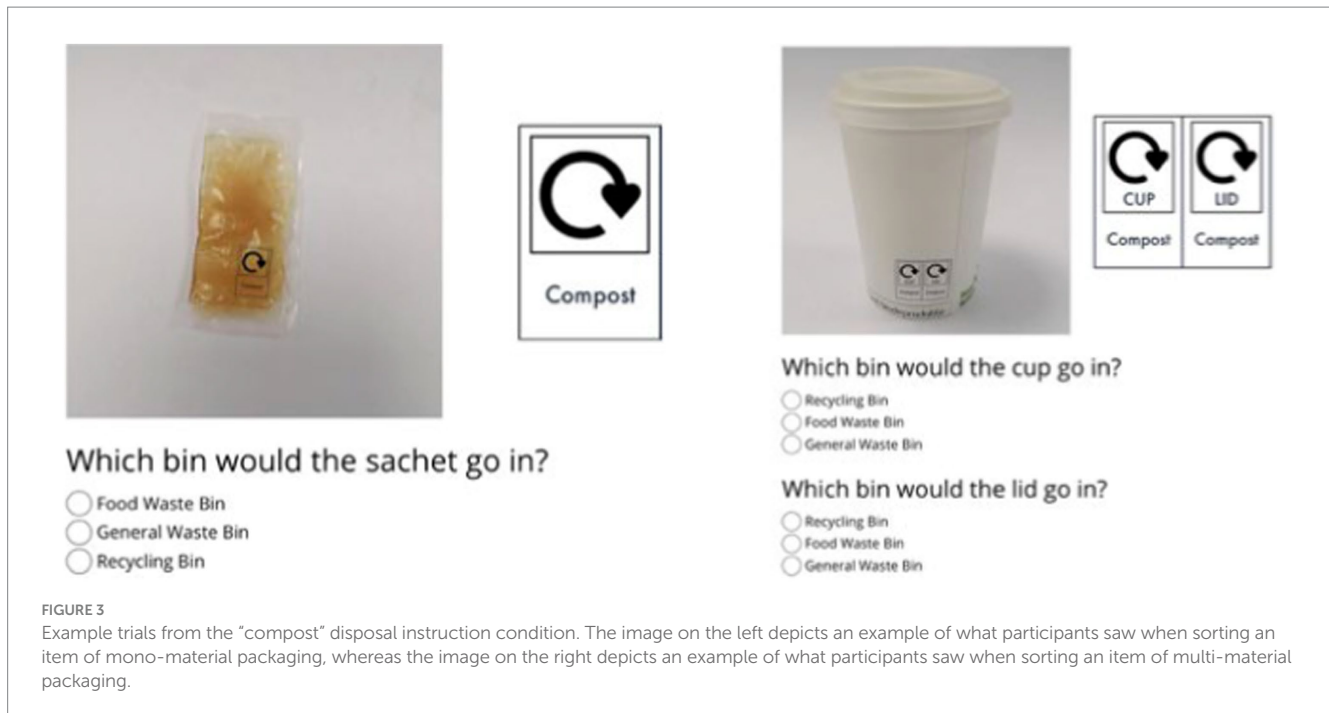 Compost
CUP
LID
Compost
Compost
Which bin would the sachet go in?
Food Waste Bin
General Waste Bin
Recycling Bin
Which bin would the cup go in?
Recycling Bin
Food Waste Bin
General Waste Bin
Which bin would the lid go in?
Recycling Bin
Food Waste Bin
General Waste Bin
FIGURE 3
Example trials from the “compost” disposal instruction condition. The image on the left depicts an example of what participants saw when sorting an
item of mono-material packaging, whereas the image on the right depicts an example of what participants saw when sorting an item of multi-material
packaging.